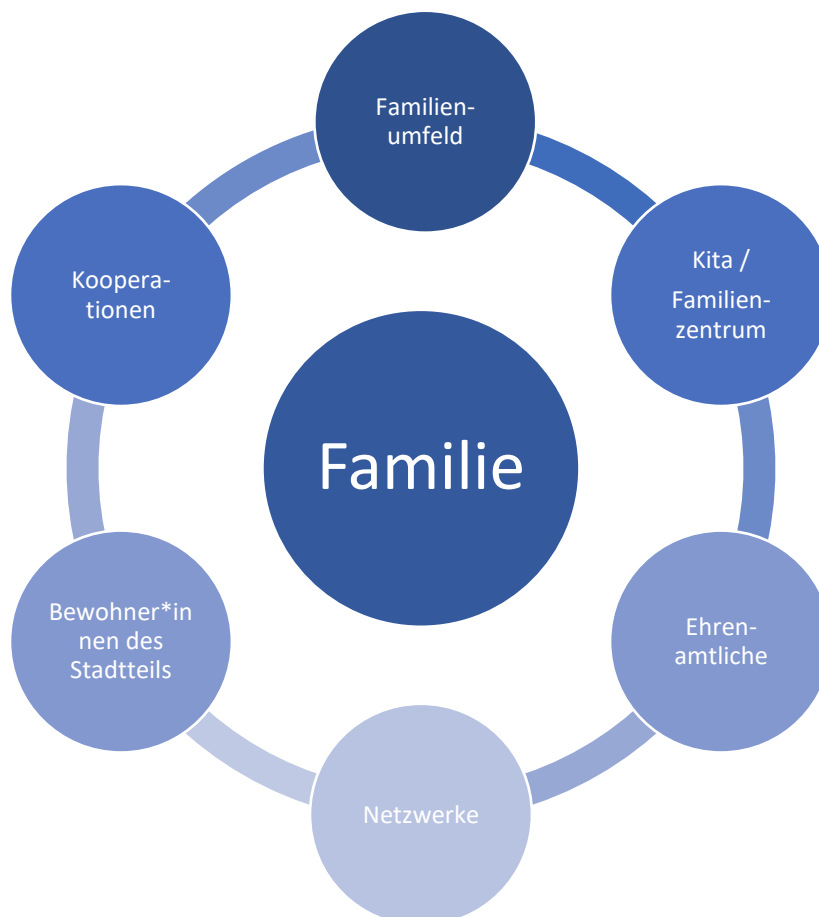 Familien-
umfeld
Kita /
Familien-
zentrum
Ehren-
amtliche
Netzwerke
Bewohner*in
nen des
Stadtteils
Koopera-
tionen
Familie